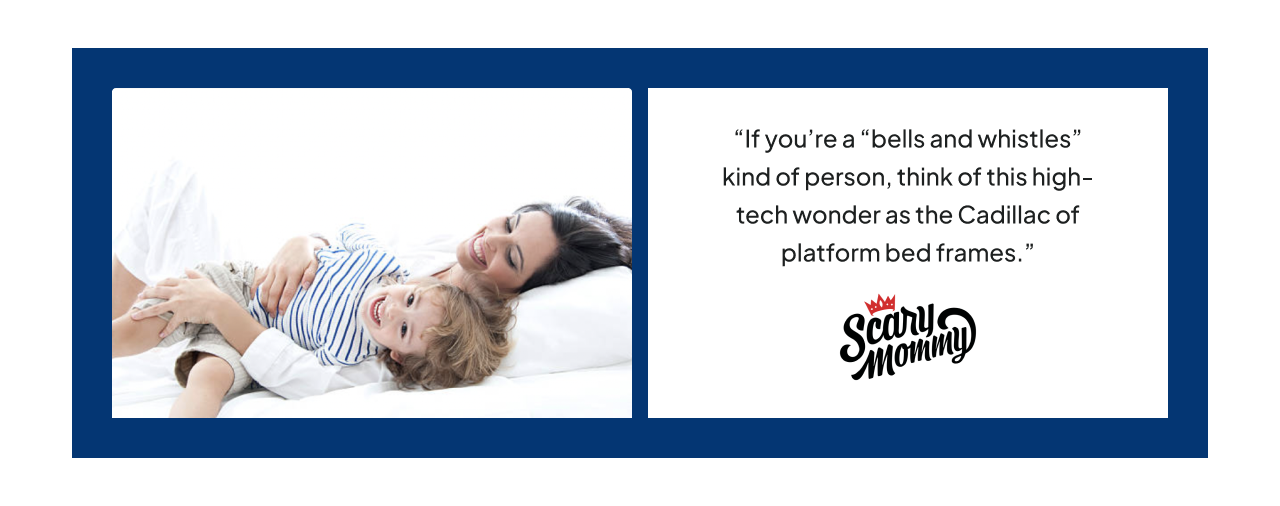 “If you’re a “bells and whistles”
kind of person, think of this high-
tech wonder as the Cadillac of
platform bed frames.”
Scary
Mommy